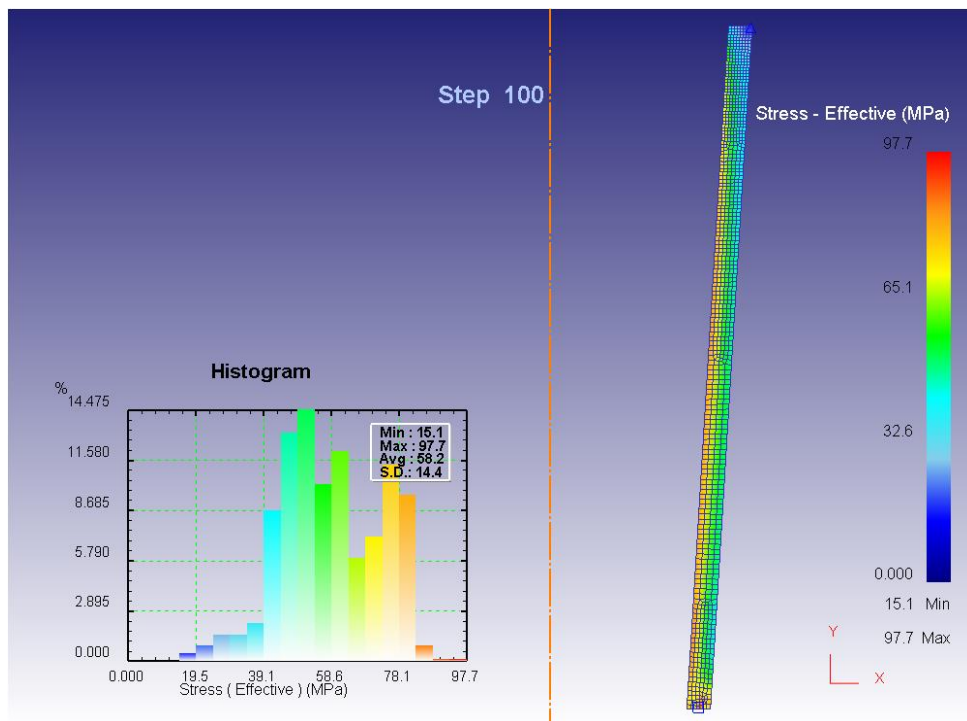 Step 100
Stress - Effective (MPa)
97.7
65.1
32.6
0.000
15.1 Min
97.7 Max
Y
X
Histogram
%
14.475
11.580
8.685
5.790
2.895
0.000
Min : 15.1
Max : 97.7
Avg : 58.2
S.D.: 14.4
0.000 19.5 39.1 58.6 78.1 97.7
Stress ( Effective ) (MPa)